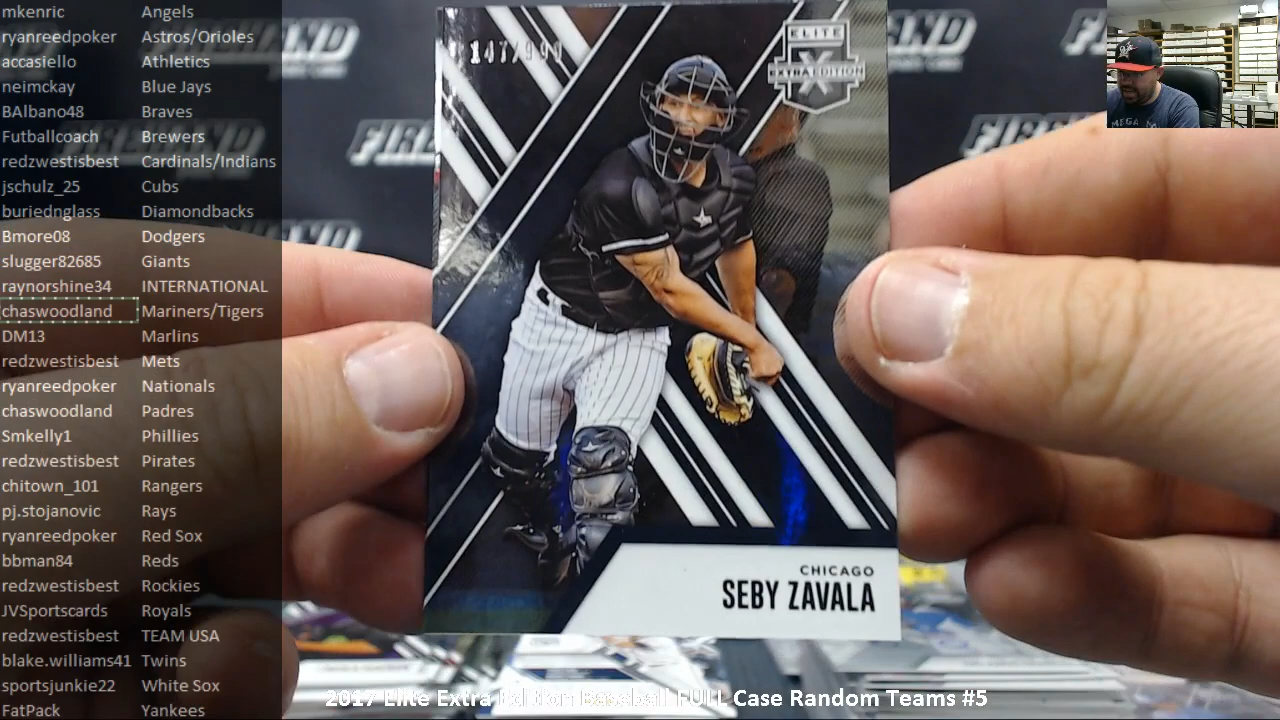 mkenric Angels
ryanreedpoker Astros/Orioles
accasiello Athletics
neimckay Blue Jays
BAlbano48 Braves
Futballcoach Brewers
redzwestisbest Cardinals/Indians
jschulz_25 Cubs
buriednglass Diamondbacks
Bmore08 Dodgers
slugger82685 Giants
raynorshine34 INTERNATIONAL
chaswoodland Mariners/Tigers
DM13 Marlins
redzwestisbest Mets
ryanreedpoker Nationals
chaswoodland Padres
Smkelly1 Phillies
redzwestisbest Pirates
chitown_101 Rangers
pj.stojanovic Rays
ryanreedpoker Red Sox
bbman84 Reds
redzwestisbest Rockies
JVSportscards Royals
redzwestisbest TEAM USA
blake.williams41 Twins
sportsjunkie22 White Sox
FatPack Yankees
147/999
ELITE
X
EXTRA EDITION
CHICAGO
SEBY ZAVALA
MEGA
2017 Elite Extra Edition Baseball FULL Case Random Teams #5